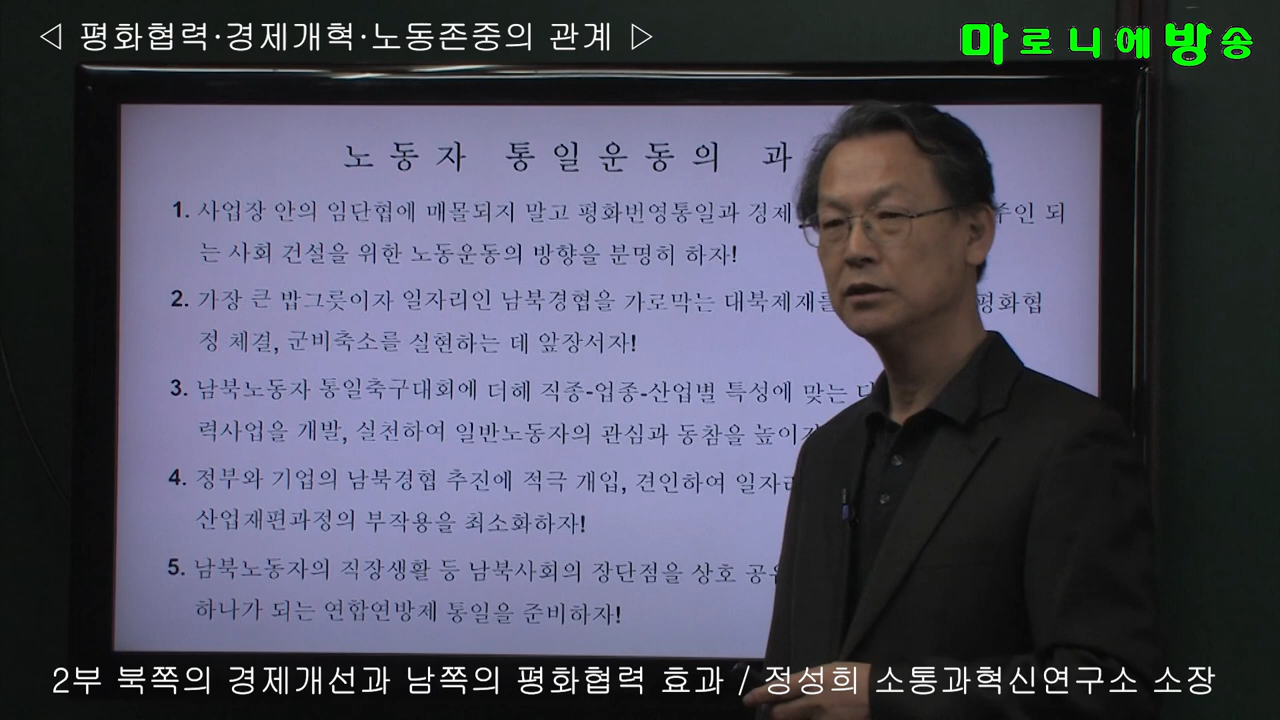 ◁ 평화협력·경제개혁·노동존중의 관계 ▷
마로니에방송
노동자 통일운동의 과
1. 사업장 안의 임단협에 매몰되지 말고 평화번영통일과 경제 주인 되
는 사회 건설을 위한 노동운동의 방향을 분명히 하자!
2. 가장 큰 밥그릇이자 일자리인 남북경협을 가로막는 대북제재를 평화협
정 체결, 군비축소를 실현하는 데 앞장서자!
3. 남북노동자 통일축구대회에 더해 직종-업종-산업별 특성에 맞는
력사업을 개발, 실천하여 일반노동자의 관심과 동참을 높이
4. 정부와 기업의 남북경협 추진에 적극 개입, 견인하여 일자리
산업재편과정의 부작용을 최소화하자!
5. 남북노동자의 직장생활 등 남북사회의 장단점을 상호 공유
하나가 되는 연합연방제 통일을 준비하자!
2부 북쪽의 경제개선과 남쪽의 평화협력 효과 / 정성희 소통과혁신연구소 소장